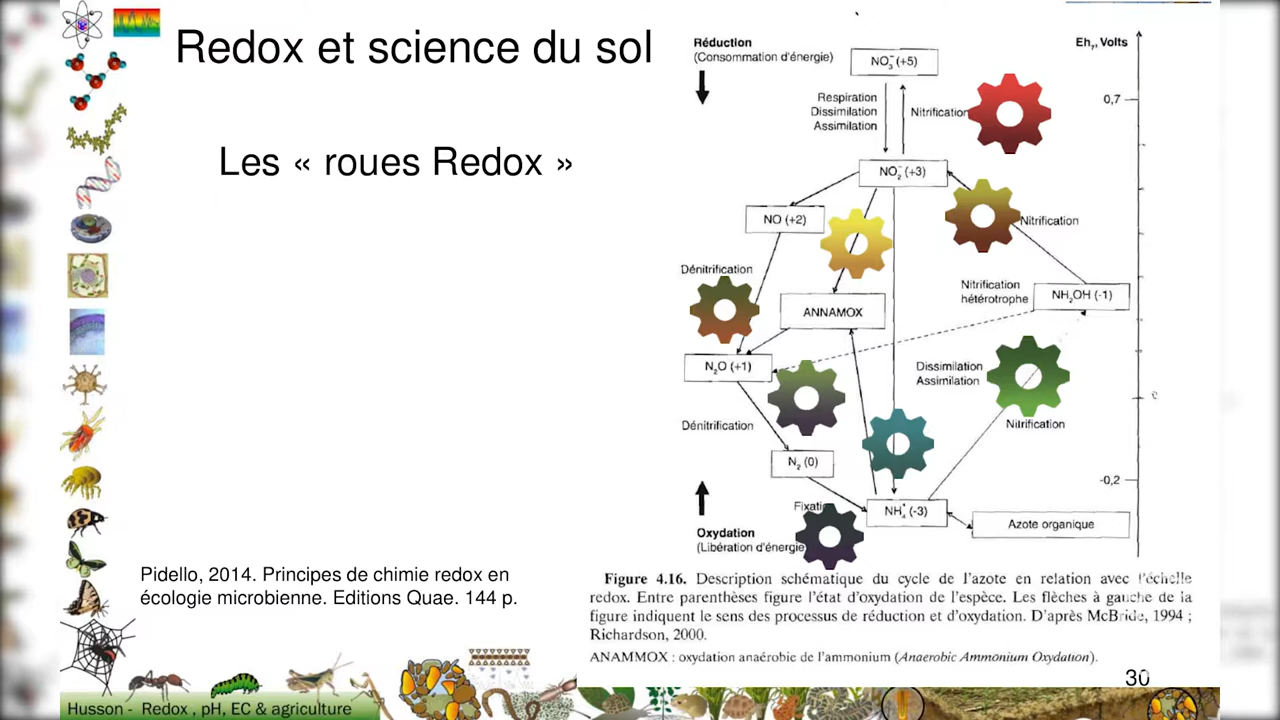 Redox et science du sol
Les « roues Redox »
Réduction
(Consommation d'énergie)
Eh7, Volts
NO3- (+5)
0,7
Respiration
Dissimilation
Assimilation
Nitrification
NO2- (+3)
NO (+2)
Nitrification
Dénitrification
Nitrification
hétérotrophe
NH2OH (-1)
ANNAMOX
N2O (+1)
Dissimilation
Assimilation
Dénitrification
Nitrification
N2 (0)
-0,2
Fixatio
NH4+ (-3)
Azote organique
Oxydation
(Libération d'énergie
Pidello, 2014. Principes de chimie redox en
écologie microbienne. Editions Quae. 144 p.
Figure 4.16. Description schématique du cycle de l'azote en relation avec l'échelle
redox. Entre parenthèses figure l'état d'oxydation de l'espèce. Les flèches à gauche de la
figure indiquent le sens des processus de réduction et d'oxydation. D'après McBride, 1994 ;
Richardson, 2000.
ANAMMOX : oxydation anaérobie de l'ammonium (Anaerobic Ammonium Oxydation).
30
Husson - Redox , pH, EC & agriculture